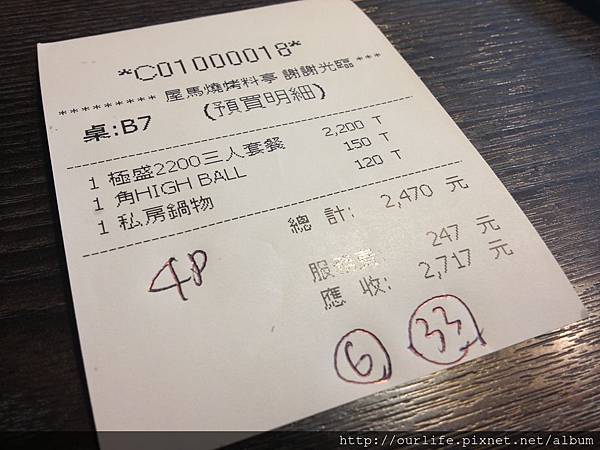 *C01000018*
********* 屋馬燒烤料亭 謝謝光臨 ***
桌:B7 (預買明細)
1 極盛2200三人套餐 2,200 T
1 角HIGH BALL 150 T
1 私房鍋物 120 T
總 計: 2,470 元
服務費: 247 元
應 收: 2,717 元
4P
6 33
http://ourlife.pixnet.net/album